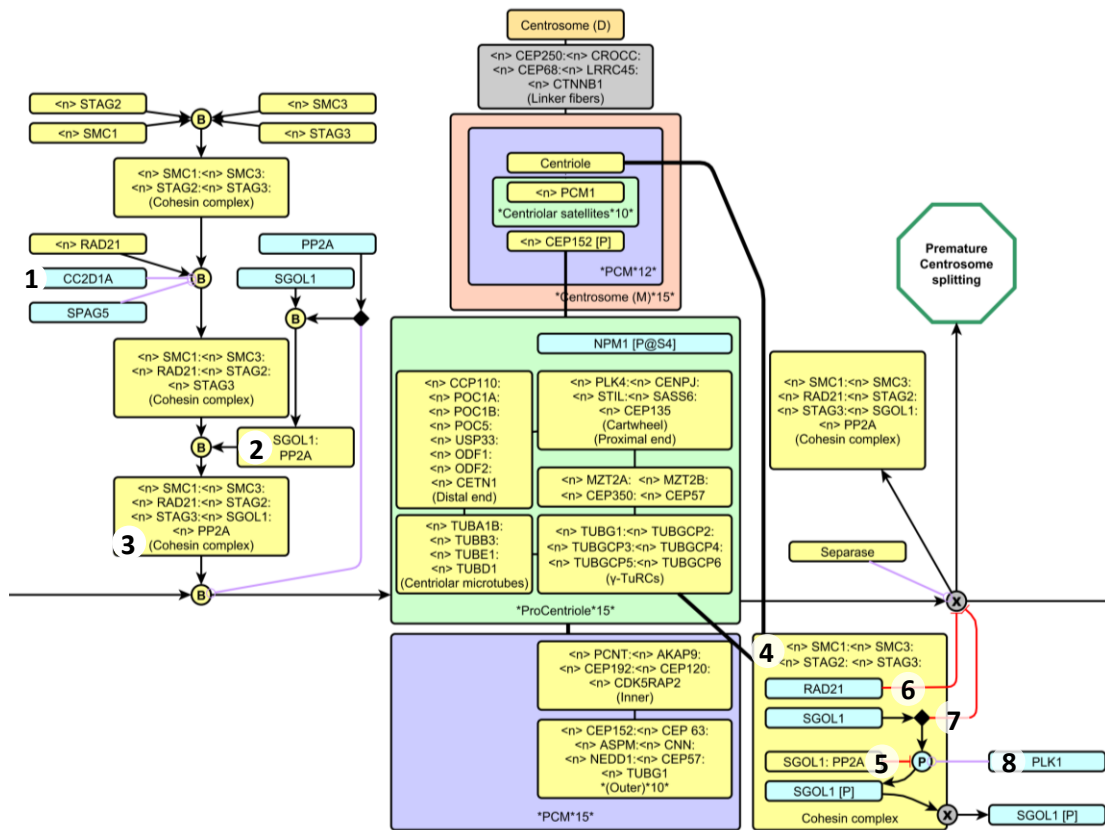 Centrosome (D)
<n> CEP250:<n> CROCC:
<n> CEP68:<n> LRRC45:
<n> CTNNB1
(Linker fibers)
<n> STAG2
<n> SMC3
<n> SMC1
<n> STAG3
B
<n> SMC1:<n> SMC3:
<n> STAG2:<n> STAG3:
(Cohesin complex)
<n> RAD21
PP2A
1
CC2D1A
B
SGOL1
SPAG5
B
<n> SMC1:<n> SMC3:
<n> RAD21:<n> STAG2:
<n> STAG3
(Cohesin complex)
B
2
SGOL1:
PP2A
<n> SMC1:<n> SMC3:
<n> RAD21:<n> STAG2:
<n> STAG3:<n> SGOL1:
<n> PP2A
(Cohesin complex)
3
B
Centriole
<n> PCM1
*Centriolar satellites*10*
<n> CEP152 [P]
*PCM*12*
*Centrosome (M)*15*
NPM1 [P@S4]
<n> CCP110:
<n> POC1A:
<n> POC1B:
<n> POC5:
<n> USP33:
<n> ODF1:
<n> ODF2:
<n> CETN1
(Distal end)
<n> PLK4:<n> CENPJ:
<n> STIL:<n> SASS6:
<n> CEP135
(Cartwheel)
(Proximal end)
<n> MZT2A: <n> MZT2B:
<n> CEP350: <n> CEP57
<n> TUBA1B:
<n> TUBB3:
<n> TUBE1:
<n> TUBD1
(Centriolar microtubes)
<n> TUBG1:<n> TUBGCP2:
<n> TUBGCP3:<n> TUBGCP4:
<n> TUBGCP5:<n> TUBGCP6
(γ-TuRCs)
*ProCentriole*15*
<n> PCNT:<n> AKAP9:
<n> CEP192:<n> CEP120:
<n> CDK5RAP2
(Inner)
<n> CEP152:<n> CEP 63:
<n> ASPM:<n> CNN:
<n> NEDD1:<n> CEP57:
<n> TUBG1
*(Outer)*10*
*PCM*15*
Premature
Centrosome
splitting
<n> SMC1:<n> SMC3:
<n> RAD21:<n> STAG2:
<n> STAG3:<n> SGOL1:
<n> PP2A
(Cohesin complex)
Separase
X
4
<n> SMC1:<n> SMC3:
<n> STAG2: <n> STAG3:
RAD21
6
SGOL1
7
SGOL1: PP2A
5
P
8
PLK1
SGOL1 [P]
X
SGOL1 [P]
Cohesin complex